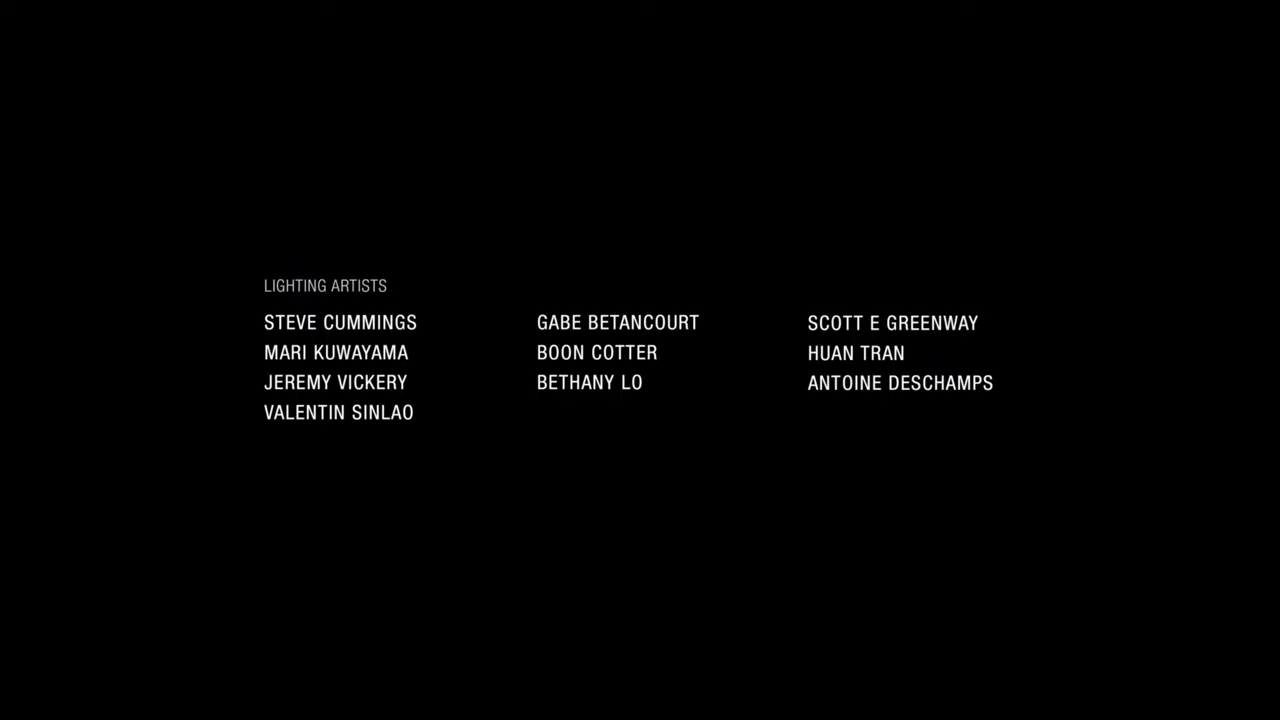 LIGHTING ARTISTS
STEVE CUMMINGS
MARI KUWAYAMA
JEREMY VICKERY
VALENTIN SINLAO
GABE BETANCOURT
BOON COTTER
BETHANY LO
SCOTT E GREENWAY
HUAN TRAN
ANTOINE DESCHAMPS